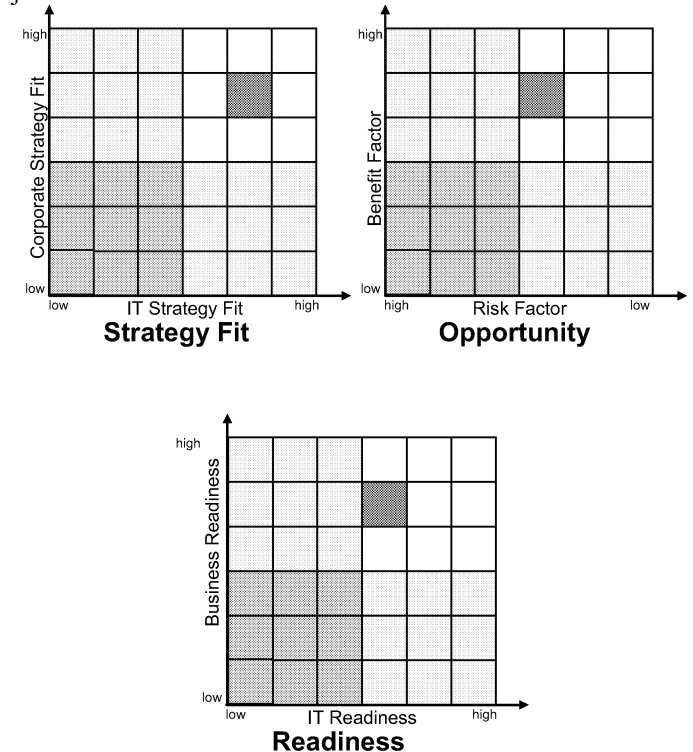 high
Corporate Strategy Fit
low
low
IT Strategy Fit
high
Strategy Fit
high
Benefit Factor
low
high
Risk Factor
low
Opportunity
high
Business Readiness
low
low
IT Readiness
high
Readiness